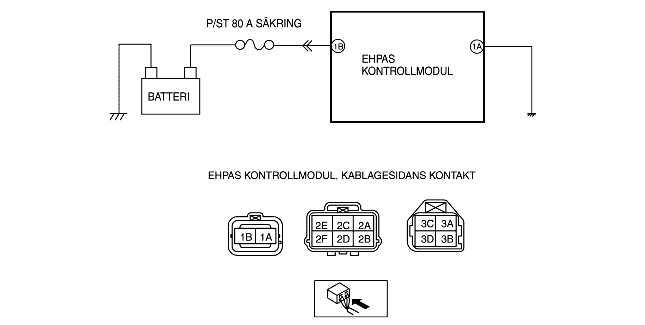 P/ST 80 A SÄKRING
1B
1A
EHPAS
KONTROLLMODUL
BATTERI
EHPAS KONTROLLMODUL, KABLAGESIDANS KONTAKT
1B 1A
2E 2C 2A
2F 2D 2B
3C 3A
3D 3B